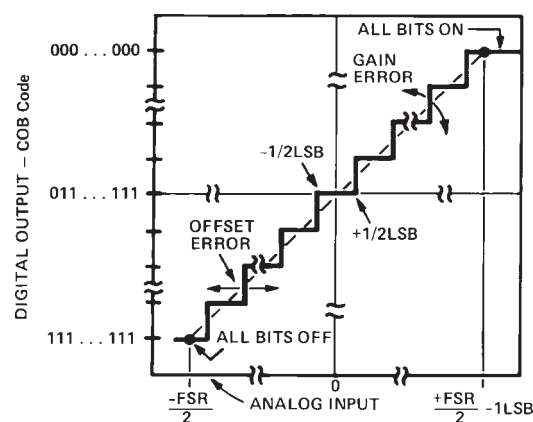 ALL BITS ON
000 . . . 000
GAIN
ERROR
DIGITAL OUTPUT – COB Code
–1/2LSB
011 . . . 111
+1/2LSB
OFFSET
ERROR
111 . . . 111
ALL BITS OFF
0
–FSR
2
ANALOG INPUT
+FSR
2
-1LSB